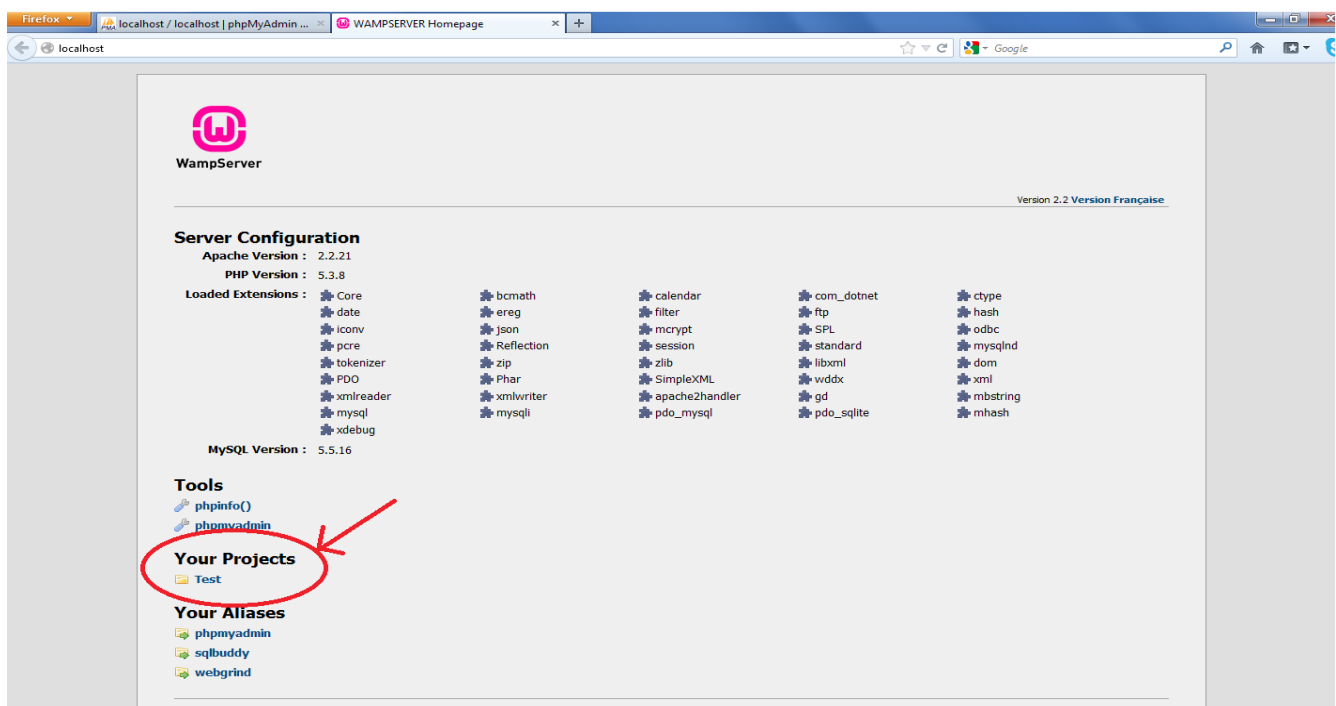 Firefox
localhost / localhost | phpMyAdmin ...
WAMPSERVER Homepage
localhost
Google
WampServer
Version 2.2 Version Française
Server Configuration
Apache Version : 2.2.21
PHP Version : 5.3.8
Loaded Extensions : Core bcmath calendar com_dotnet ctype
date ereg filter ftp hash
iconv json mcrypt SPL odbc
pcre Reflection session standard mysqlnd
tokenizer zip zlib libxml dom
PDO Phar SimpleXML wddx xml
xmlreader xmlwriter apache2handler gd mbstring
mysql mysqli pdo_mysql pdo_sqlite mhash
xdebug
MySQL Version : 5.5.16
Tools
phpinfo()
phpmyadmin
Your Projects
Test
Your Aliases
phpmyadmin
sqlbuddy
webgrind